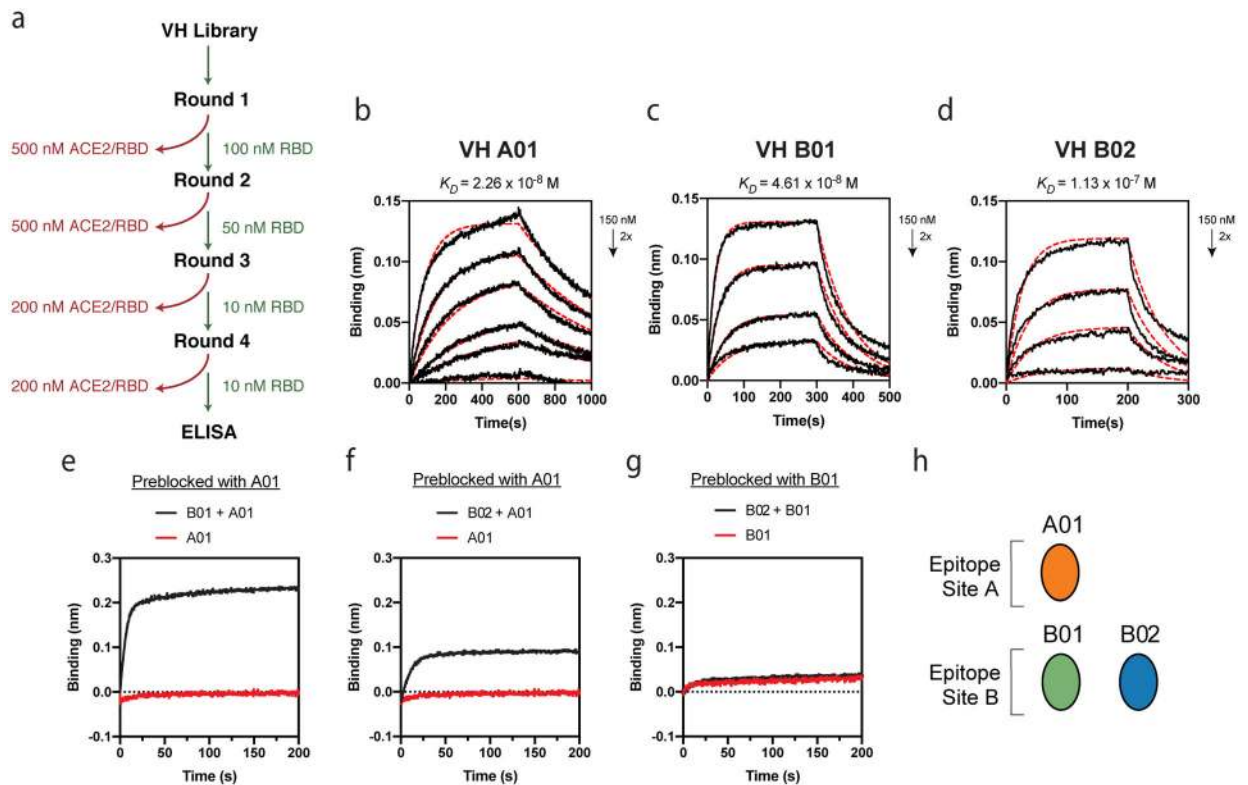 a
VH Library
Round 1
500 nM ACE2/RBD
100 nM RBD
Round 2
500 nM ACE2/RBD
50 nM RBD
Round 3
200 nM ACE2/RBD
10 nM RBD
Round 4
200 nM ACE2/RBD
10 nM RBD
ELISA
b
VH A01
K_D = 2.26 x 10⁻⁸ M
Binding (nm)
0.15
0.10
0.05
0.00
0 200 400 600 800 1000
Time(s)
150 nM
2x
c
VH B01
K_D = 4.61 x 10⁻⁸ M
Binding (nm)
0.15
0.10
0.05
0.00
0 100 200 300 400 500
Time(s)
150 nM
2x
d
VH B02
K_D = 1.13 x 10⁻⁷ M
Binding (nm)
0.15
0.10
0.05
0.00
0 100 200 300
Time(s)
150 nM
2x
e
Preblocked with A01
B01 + A01
A01
Binding (nm)
0.3
0.2
0.1
0.0
-0.1
0 50 100 150 200
Time (s)
f
Preblocked with A01
B02 + A01
A01
Binding (nm)
0.3
0.2
0.1
0.0
-0.1
0 50 100 150 200
Time (s)
g
Preblocked with B01
B02 + B01
B01
Binding (nm)
0.3
0.2
0.1
0.0
-0.1
0 50 100 150 200
Time (s)
h
A01
Epitope
Site A
B01 B02
Epitope
Site B